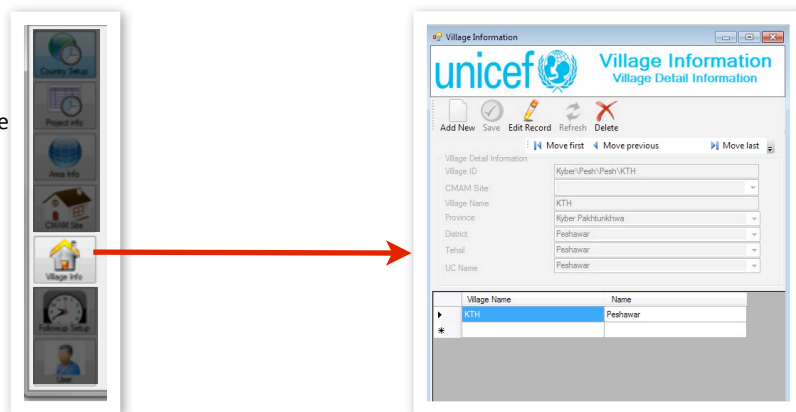 e
Country Setup
Project info
Area Info
CMAM Site
Village Info
Followup Setup
User
Village Information
unicef
Village Information
Village Detail Information
Add New Save Edit Record Refresh Delete
Move first Move previous Move last
Village Detail Information
Village ID Kyber\Pesh\Pesh\KTH
CMAM Site
Village Name KTH
Province Kyber Pakhtunkhwa
District Peshawar
Tehsil Peshawar
UC Name Peshawar
Village Name Name
KTH Peshawar